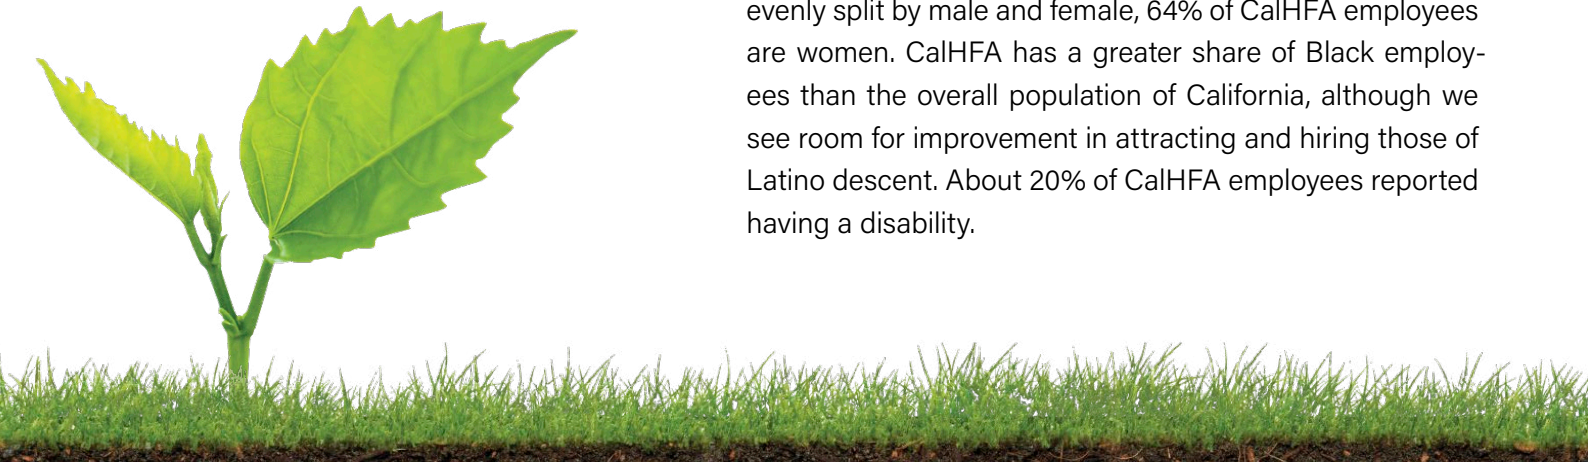 evenly split by male and female, 64% of CalHFA employees
are women. CalHFA has a greater share of Black employ-
ees than the overall population of California, although we
see room for improvement in attracting and hiring those of
Latino descent. About 20% of CalHFA employees reported
having a disability.